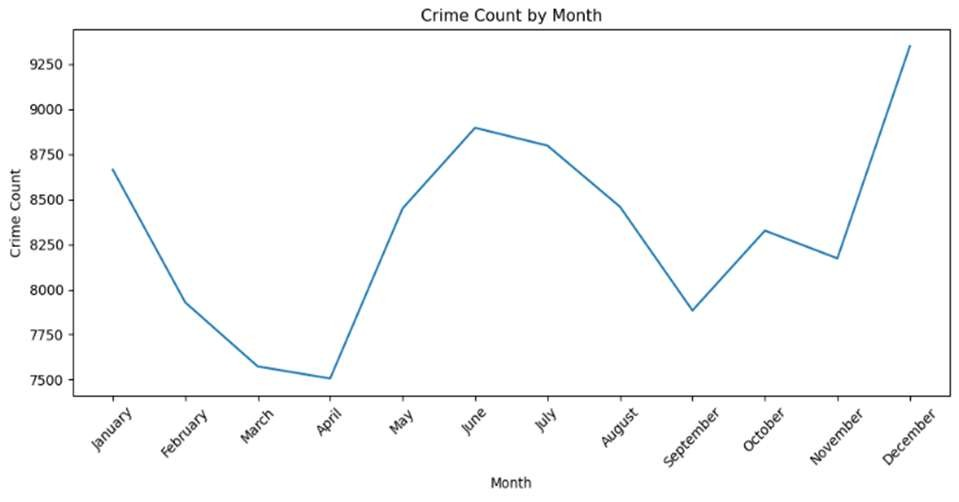 Crime Count by Month
Crime Count
9250
9000
8750
8500
8250
8000
7750
7500
January
February
March
April
May
June
July
August
September
October
November
December
Month